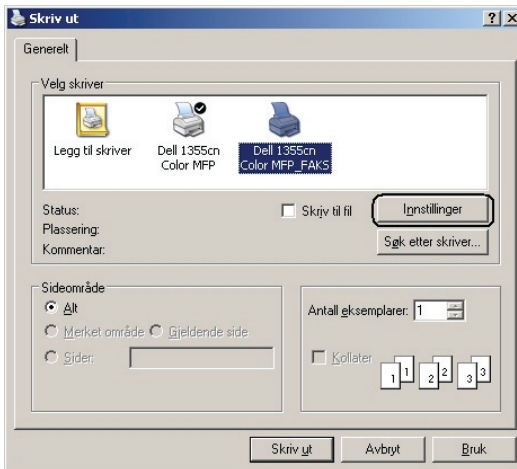 Skriv ut
Generelt
Velg skriver
Legg til skriver
Dell 1355cn
Color MFP
Dell 1355cn
Color MFP_FAKS
Status:
Plassering:
Kommentar:
Skriv til fil
Innstillinger
Søk etter skriver...
Sideområde
Alt
Merket område
Gjeldende side
Sider:
Antall eksemplarer: 1
Kollater
1 1 2 2 3 3
Skriv ut
Avbryt
Bruk